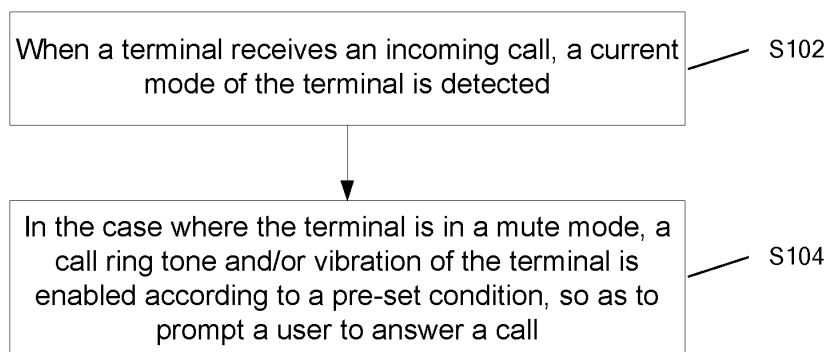 When a terminal receives an incoming call, a current
mode of the terminal is detected
S102
In the case where the terminal is in a mute mode, a
call ring tone and/or vibration of the terminal is
enabled according to a pre-set condition, so as to
prompt a user to answer a call
S104